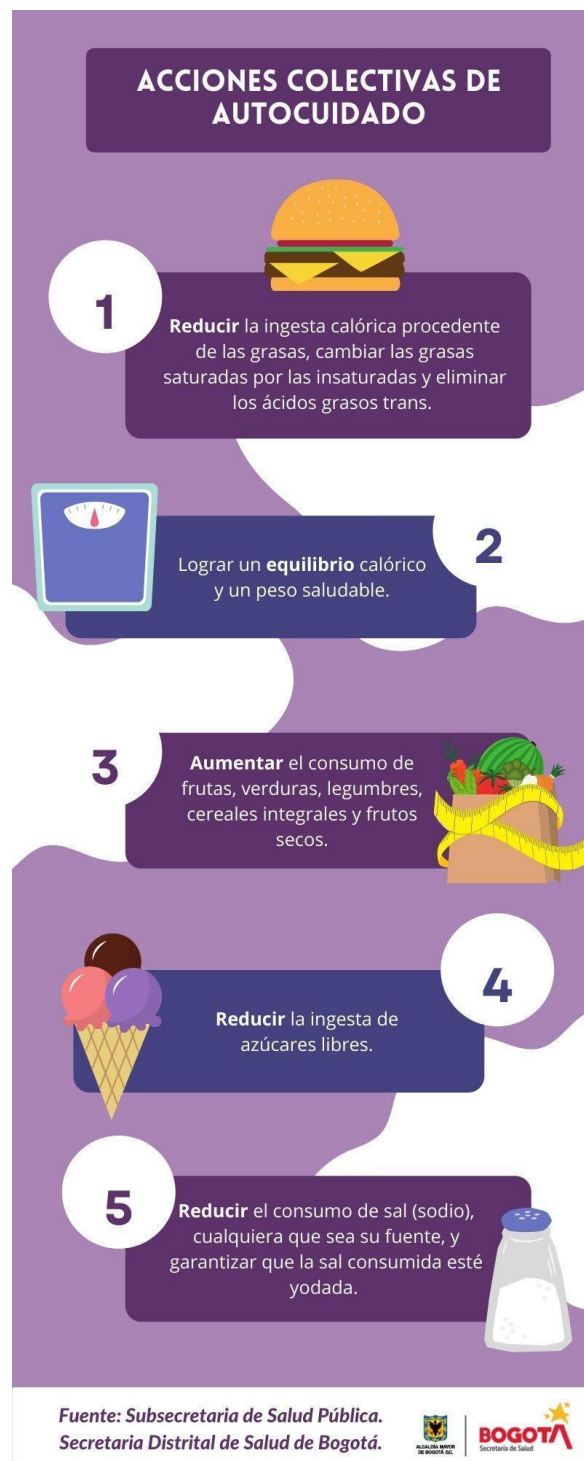 ACCIONES COLECTIVAS DE
AUTOCUIDADO
1
Reducir la ingesta calórica procedente
de las grasas, cambiar las grasas
saturadas por las insaturadas y eliminar
los ácidos grasos trans.
2
Lograr un equilibrio calórico
y un peso saludable.
3
Aumentar el consumo de
frutas, verduras, legumbres,
cereales integrales y frutos
secos.
4
Reducir la ingesta de
azúcares libres.
5
Reducir el consumo de sal (sodio),
cualquiera que sea su fuente, y
garantizar que la sal consumida esté
yodada.
Fuente: Subsecretaria de Salud Pública.
Secretaria Distrital de Salud de Bogotá.
ALCALDÍA MAYOR
DE BOGOTÁ D.C.
BOGOTÁ
Secretaría de Salud